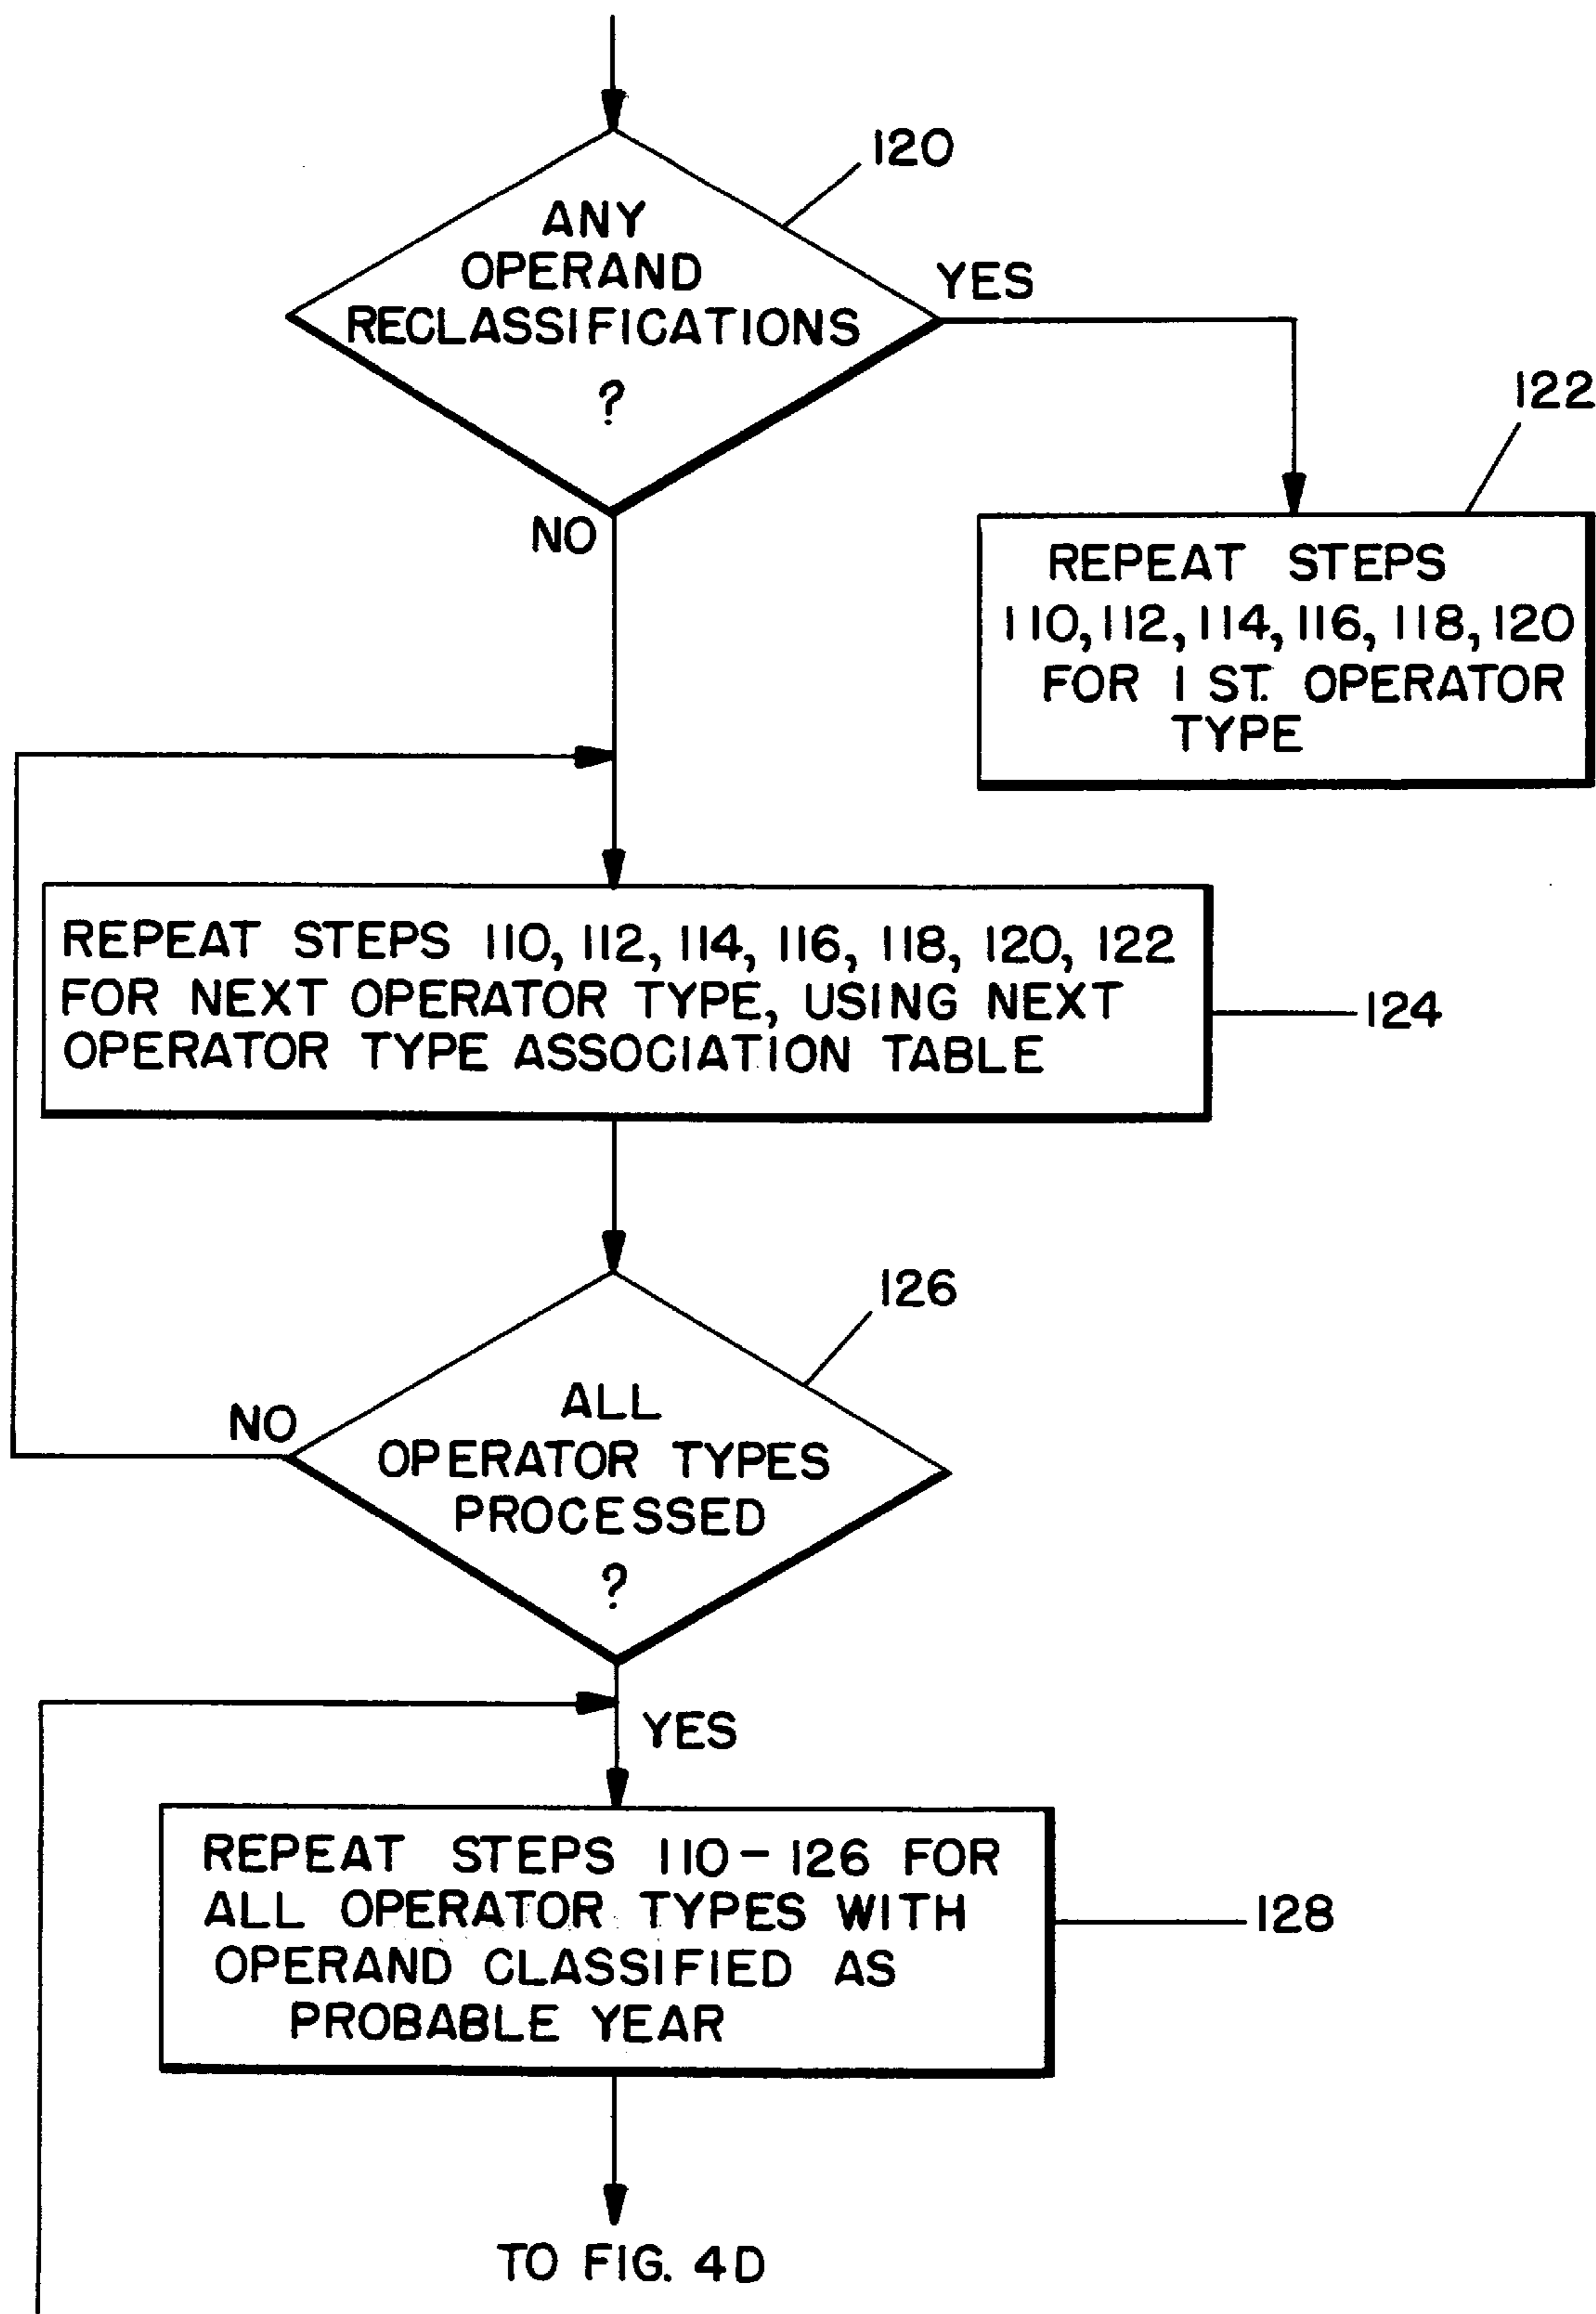 120
ANY
OPERAND
RECLASSIFICATIONS
?
YES
NO
122
REPEAT STEPS
110, 112, 114, 116, 118, 120
FOR 1 ST. OPERATOR
TYPE
REPEAT STEPS 110, 112, 114, 116, 118, 120, 122
FOR NEXT OPERATOR TYPE, USING NEXT
OPERATOR TYPE ASSOCIATION TABLE
124
126
ALL
OPERATOR TYPES
PROCESSED
?
NO
YES
REPEAT STEPS 110-126 FOR
ALL OPERATOR TYPES WITH
OPERAND CLASSIFIED AS
PROBABLE YEAR
128
TO FIG. 4D